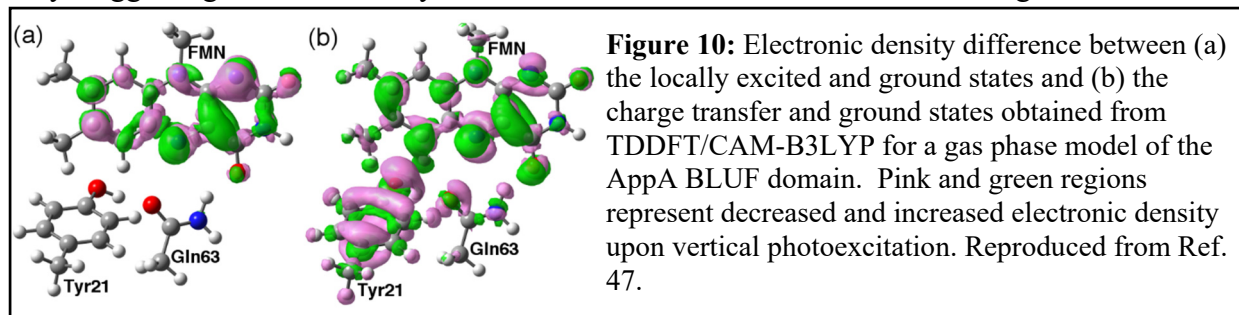 (a)
FMN
Tyr21
Gln63
(b)
FMN
Tyr21
Gln63
Figure 10: Electronic density difference between (a)
the locally excited and ground states and (b) the
charge transfer and ground states obtained from
TDDFT/CAM-B3LYP for a gas phase model of the
AppA BLUF domain. Pink and green regions
represent decreased and increased electronic density
upon vertical photoexcitation. Reproduced from Ref.
47.